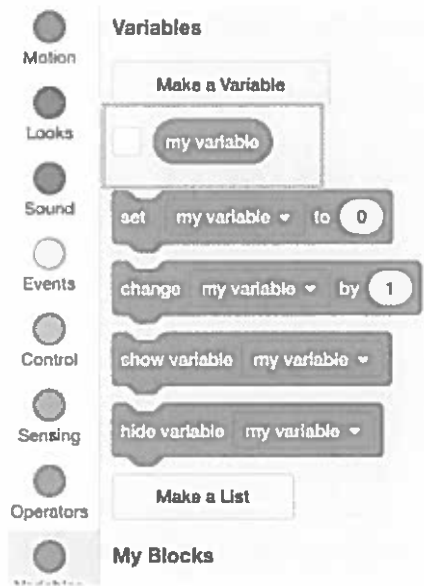 Variables
Motion
Make a Variable
Looks
my variable
Sound
set my variable to 0
Events
change my variable by 1
Control
show variable my variable
Sensing
hide variable my variable
Operators
Make a List
My Blocks